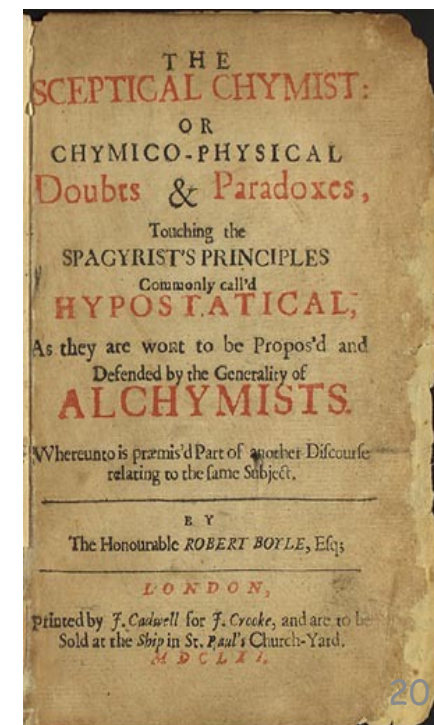 THE
SCEPTICAL CHYMIST:
OR
CHYMICO-PHYSICAL
Doubts & Paradoxes,
Touching the
SPAGYRIST'S PRINCIPLES
Commonly call'd
HYPOSTATICAL,
As they are wont to be Propos'd and
Defended by the Generality of
ALCHYMISTS.
Whereunto is præmis'd Part of another Diſcourſe
relating to the ſame Subject.
BY
The Honourable ROBERT BOYLE, Eſq;
LONDON,
Printed by J. Cadwell for J. Crooke, and are to be
Sold at the Ship in St. Paul's Church-Yard.
MDCLXI.
20